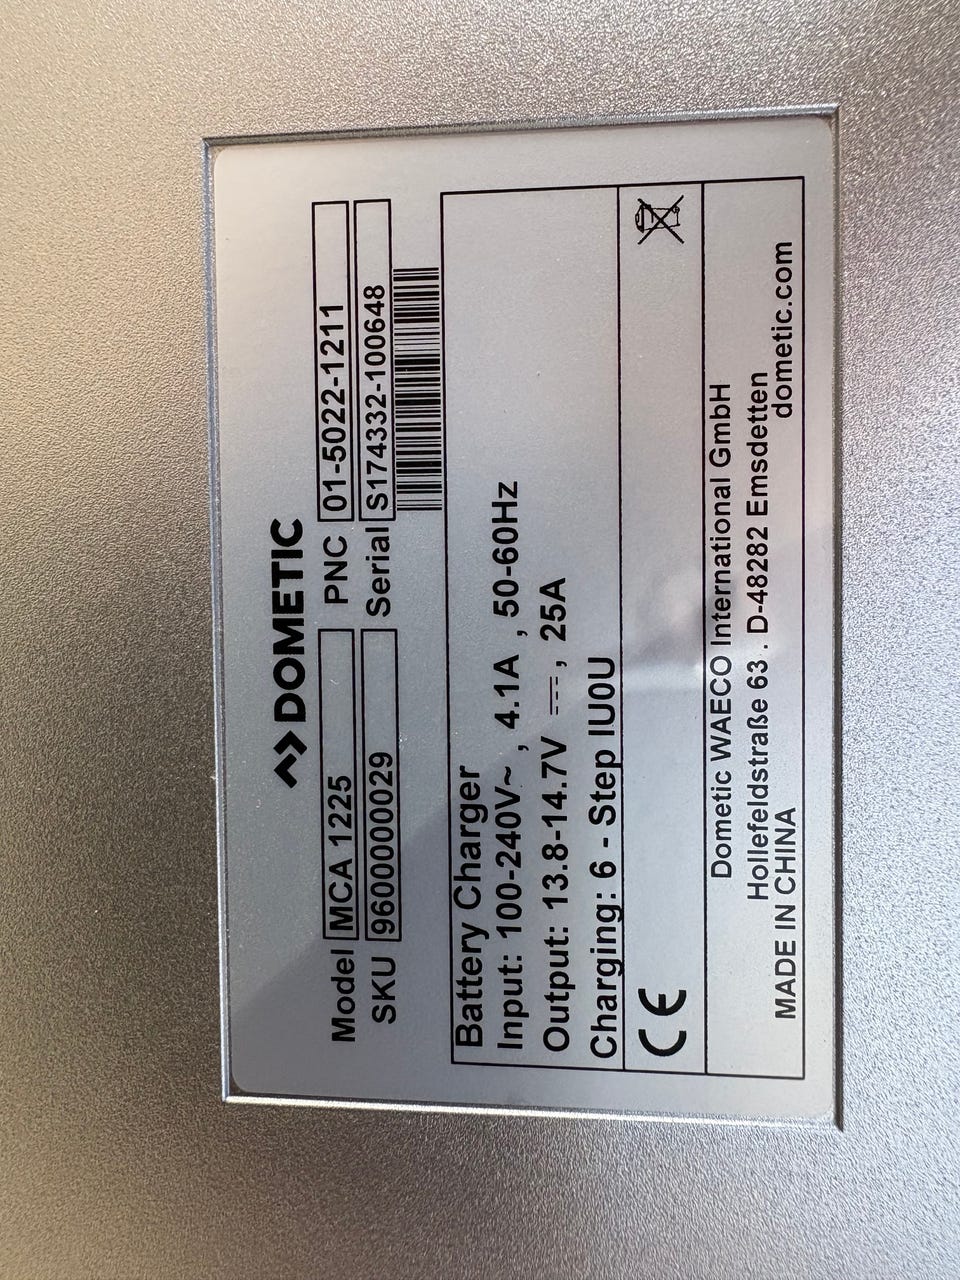 DOMETIC
Model MCA 1225 PNC 01-5022-1211
SKU 9600000029 Serial S174332-100648
Battery Charger
Input: 100-240V~ , 4.1A , 50-60Hz
Output: 13.8-14.7V ⎓, 25A
Charging: 6 - Step IU0U
CE
Dometic WAECO International GmbH
Hollefeldstraße 63 . D-48282 Emsdetten
MADE IN CHINA dometic.com